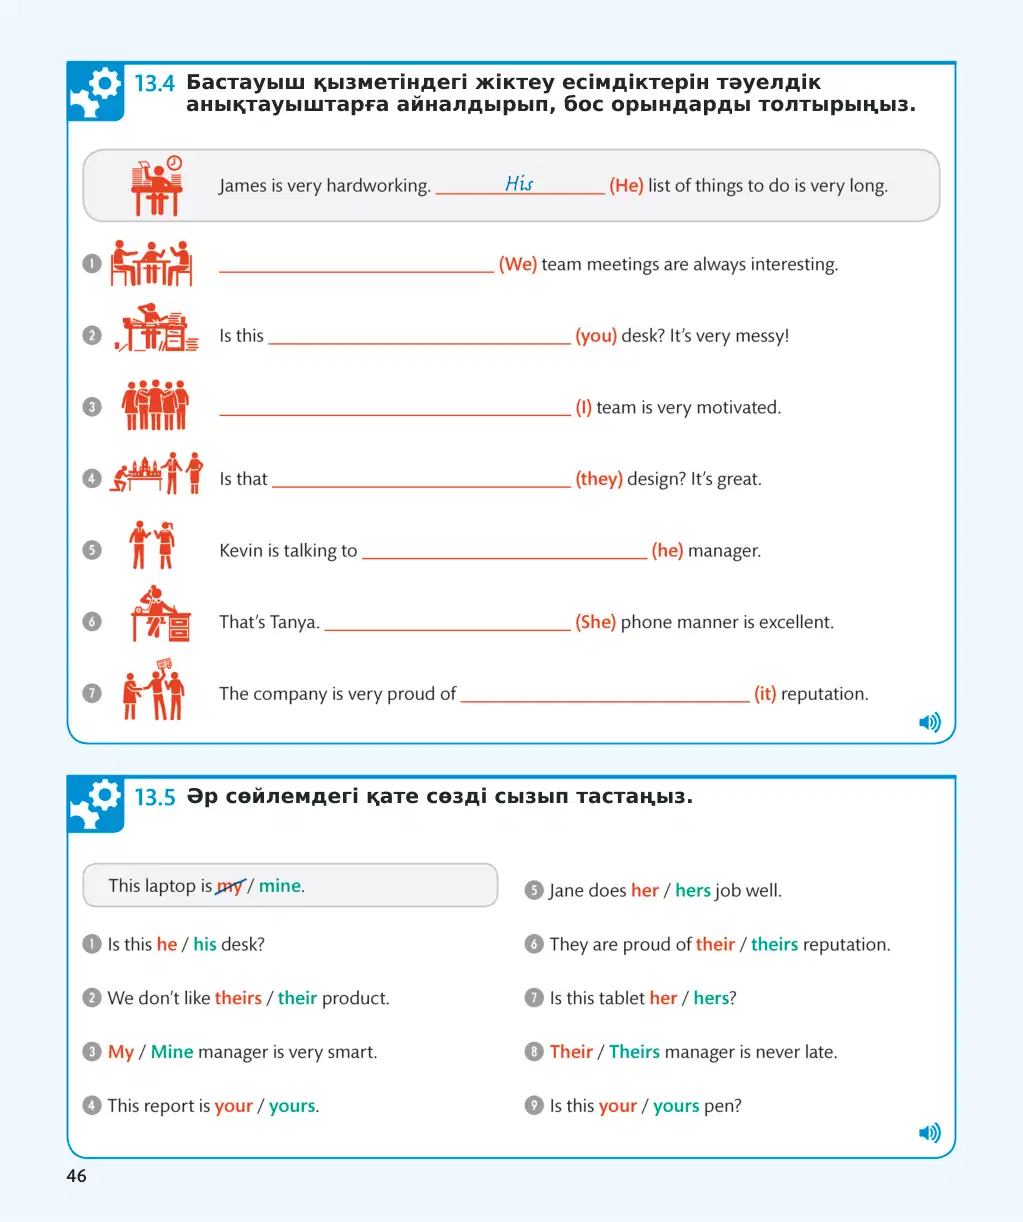 13.4 Бастауыш қызметіндегі жіктеу есімдіктерін тәуелдік
анықтауыштарға айналдырып, бос орындарды толтырыңыз.
James is very hardworking. His (He) list of things to do is very long.
1 (We) team meetings are always interesting.
2 Is this (you) desk? It’s very messy!
3 (I) team is very motivated.
4 Is that (they) design? It’s great.
5 Kevin is talking to (he) manager.
6 That’s Tanya. (She) phone manner is excellent.
7 The company is very proud of (it) reputation.
13.5 Әр сөйлемдегі қате сөзді сызып тастаңыз.
This laptop is my / mine.
1 Is this he / his desk?
2 We don’t like theirs / their product.
3 My / Mine manager is very smart.
4 This report is your / yours.
5 Jane does her / hers job well.
6 They are proud of their / theirs reputation.
7 Is this tablet her / hers?
8 Their / Theirs manager is never late.
9 Is this your / yours pen?
46